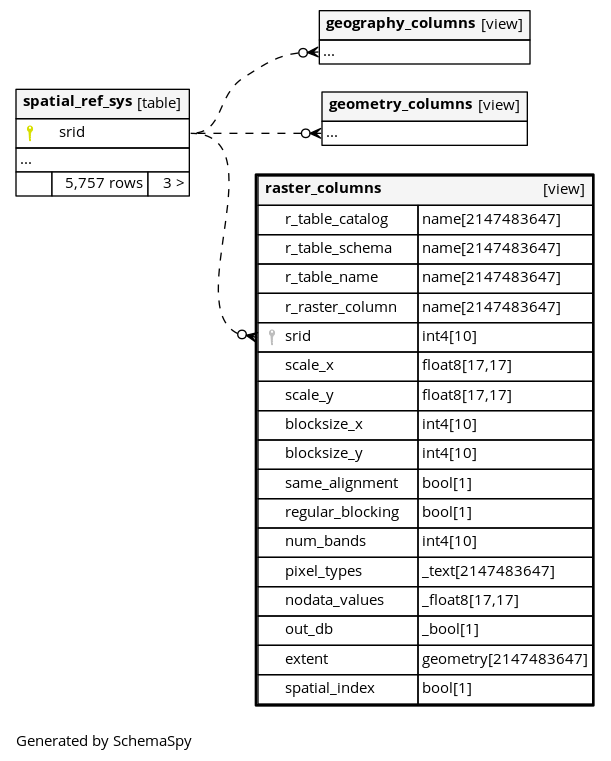 geography_columns [view]
...
spatial_ref_sys [table]
srid
...
5,757 rows 3 >
geometry_columns [view]
...
raster_columns [view]
r_table_catalog name[2147483647]
r_table_schema name[2147483647]
r_table_name name[2147483647]
r_raster_column name[2147483647]
srid int4[10]
scale_x float8[17,17]
scale_y float8[17,17]
blocksize_x int4[10]
blocksize_y int4[10]
same_alignment bool[1]
regular_blocking bool[1]
num_bands int4[10]
pixel_types _text[2147483647]
nodata_values _float8[17,17]
out_db _bool[1]
extent geometry[2147483647]
spatial_index bool[1]
Generated by SchemaSpy